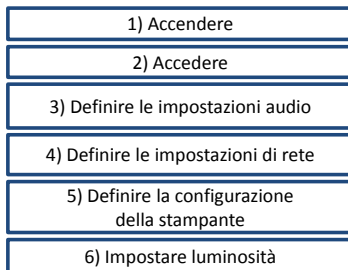 1) Accendere
2) Accedere
3) Definire le impostazioni audio
4) Definire le impostazioni di rete
5) Definire la configurazione
della stampante
6) Impostare luminosità